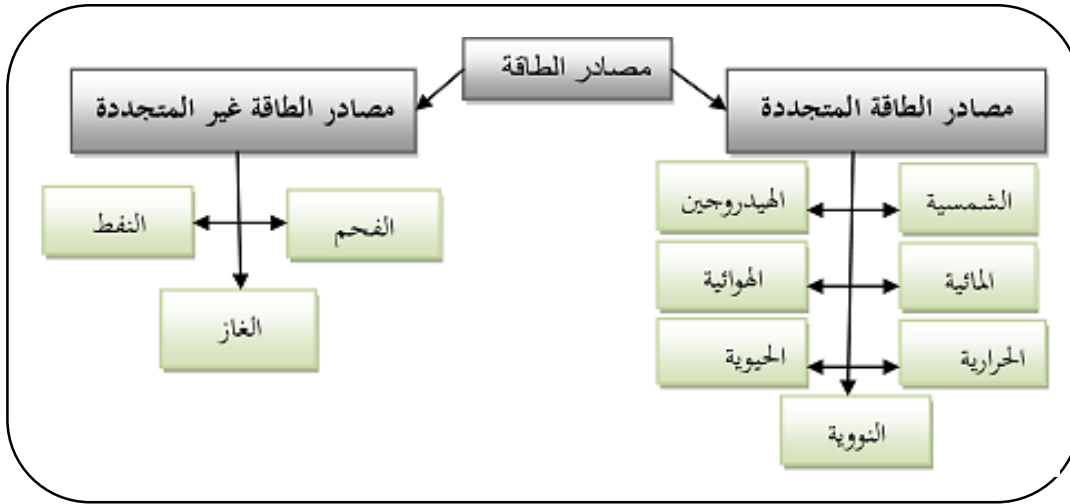 مصادر الطاقة
مصادر الطاقة المتجددة
مصادر الطاقة غير المتجددة
الشمسية
الهيدروجين
المائية
الهوائية
الحرارية
الحيوية
النووية
الفحم
النفط
الغاز